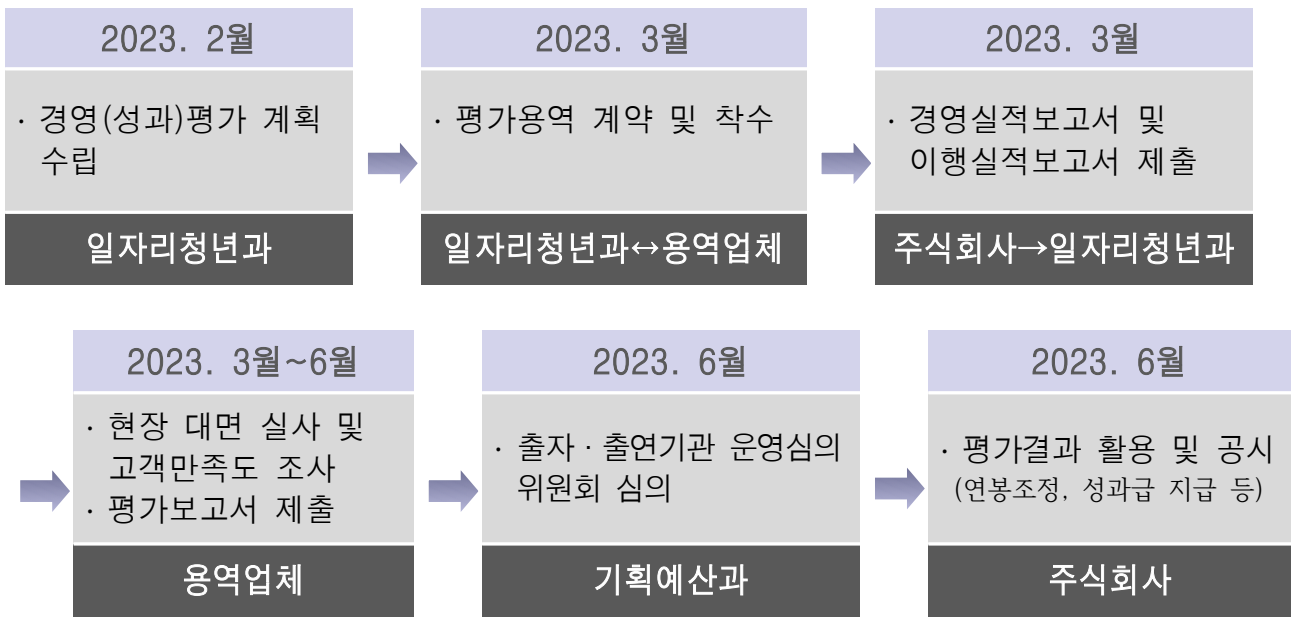 2023. 2월
· 경영(성과)평가 계획
수립
일자리청년과
2023. 3월
· 평가용역 계약 및 착수
일자리청년과↔용역업체
2023. 3월
· 경영실적보고서 및
이행실적보고서 제출
주식회사→일자리청년과
2023. 3월~6월
· 현장 대면 실사 및
고객만족도 조사
· 평가보고서 제출
용역업체
2023. 6월
· 출자·출연기관 운영심의
위원회 심의
기획예산과
2023. 6월
· 평가결과 활용 및 공시
(연봉조정, 성과급 지급 등)
주식회사